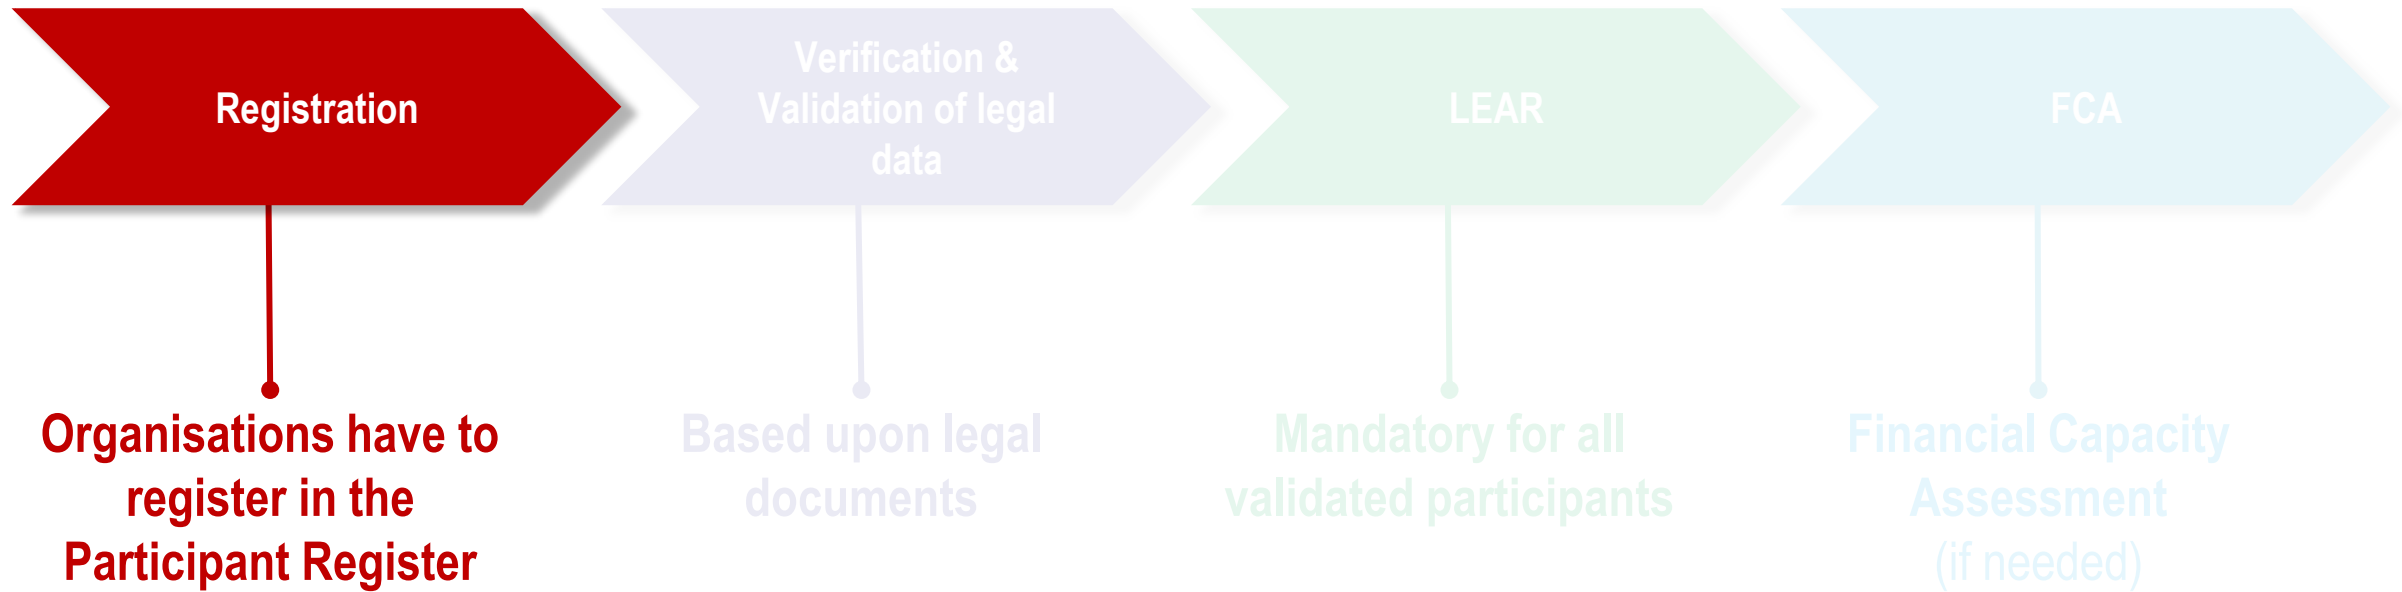 Registration
Verification &
Validation of legal
data
LEAR
FCA
Organisations have to
register in the
Participant Register
Based upon legal
documents
Mandatory for all
validated participants
Financial Capacity
Assessment
(if needed)